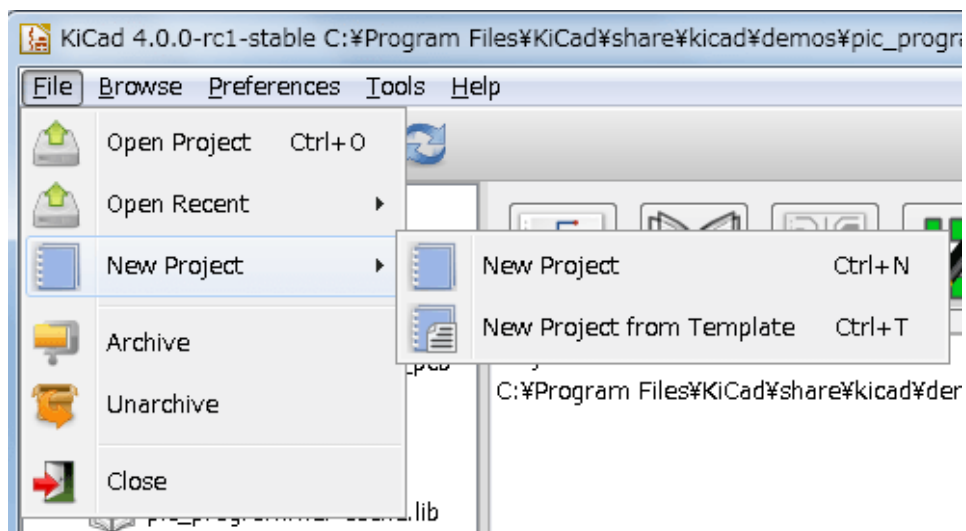 KiCad 4.0.0-rc1-stable C:¥Program Files¥KiCad¥share¥kicad¥demos¥pic_progra
File Browse Preferences Tools Help
Open Project Ctrl+O
Open Recent
New Project
New Project Ctrl+N
New Project from Template Ctrl+T
Archive
_pcb
C:¥Program Files¥KiCad¥share¥kicad¥der
Unarchive
Close